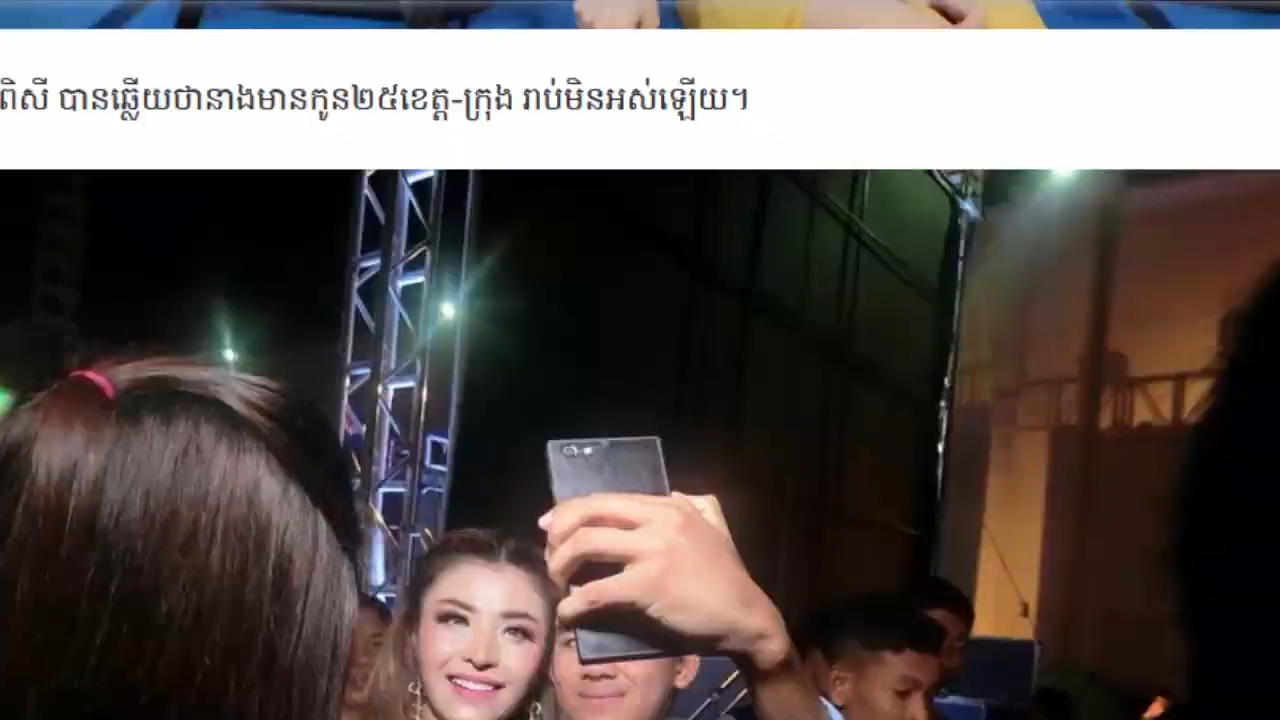 ពិសី បានឆ្លើយថានាងមានកូន២៥ខេត្ត-ក្រុង រាប់មិនអស់ឡើយ។